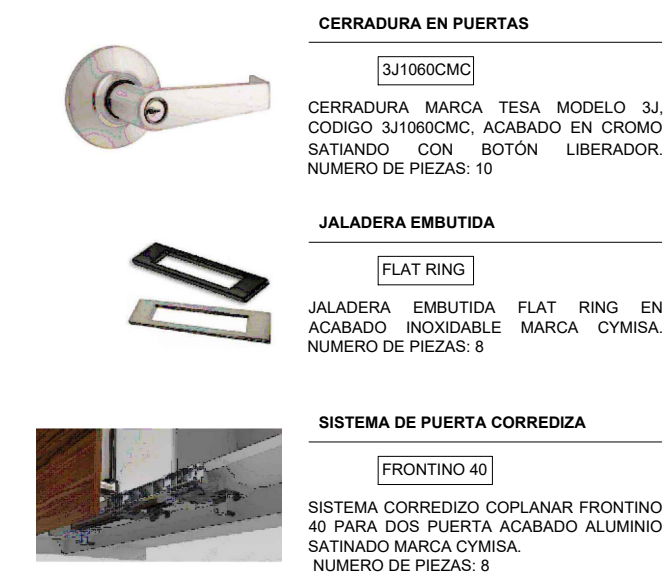 CERRADURA EN PUERTAS
3J1060CMC
CERRADURA MARCA TESA MODELO 3J,
CODIGO 3J1060CMC, ACABADO EN CROMO
SATIANDO CON BOTÓN LIBERADOR.
NUMERO DE PIEZAS: 10
JALADERA EMBUTIDA
FLAT RING
JALADERA EMBUTIDA FLAT RING EN
ACABADO INOXIDABLE MARCA CYMISA.
NUMERO DE PIEZAS: 8
SISTEMA DE PUERTA CORREDIZA
FRONTINO 40
SISTEMA CORREDIZO COPLANAR FRONTINO
40 PARA DOS PUERTA ACABADO ALUMINIO
SATINADO MARCA CYMISA.
NUMERO DE PIEZAS: 8